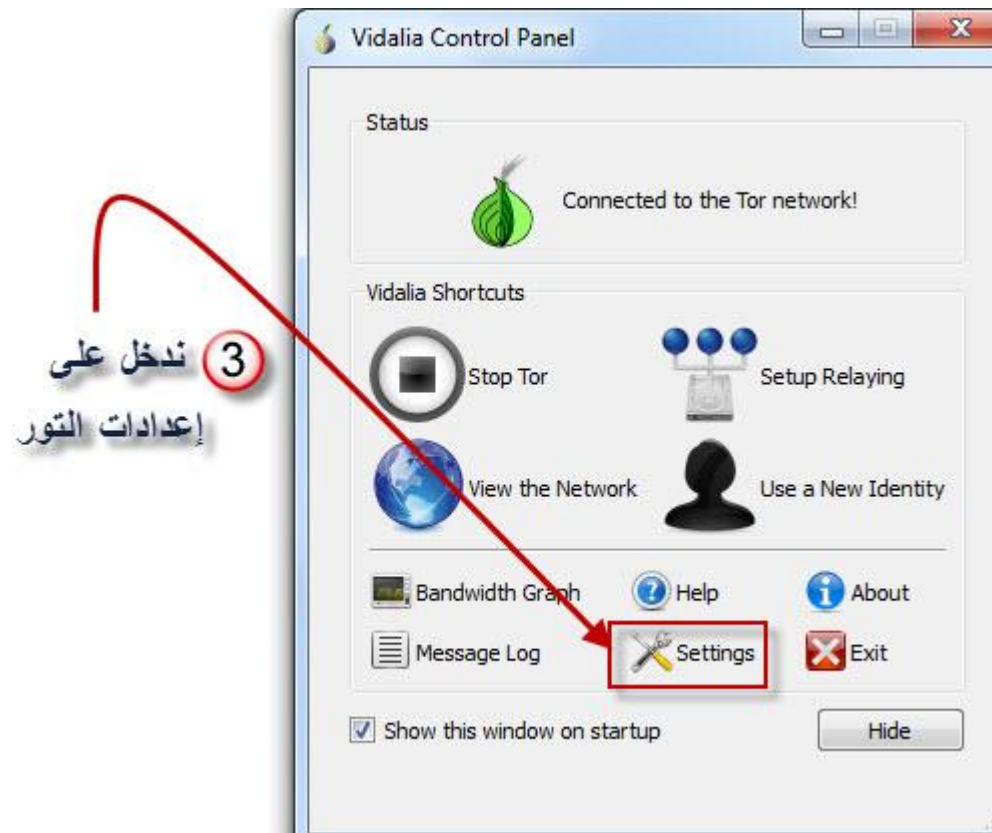 Vidalia Control Panel
Status
Connected to the Tor network!
Vidalia Shortcuts
Stop Tor
Setup Relaying
View the Network
Use a New Identity
Bandwidth Graph
Help
About
Message Log
Settings
Exit
Show this window on startup
Hide
3 ندخل على
إعدادات التور